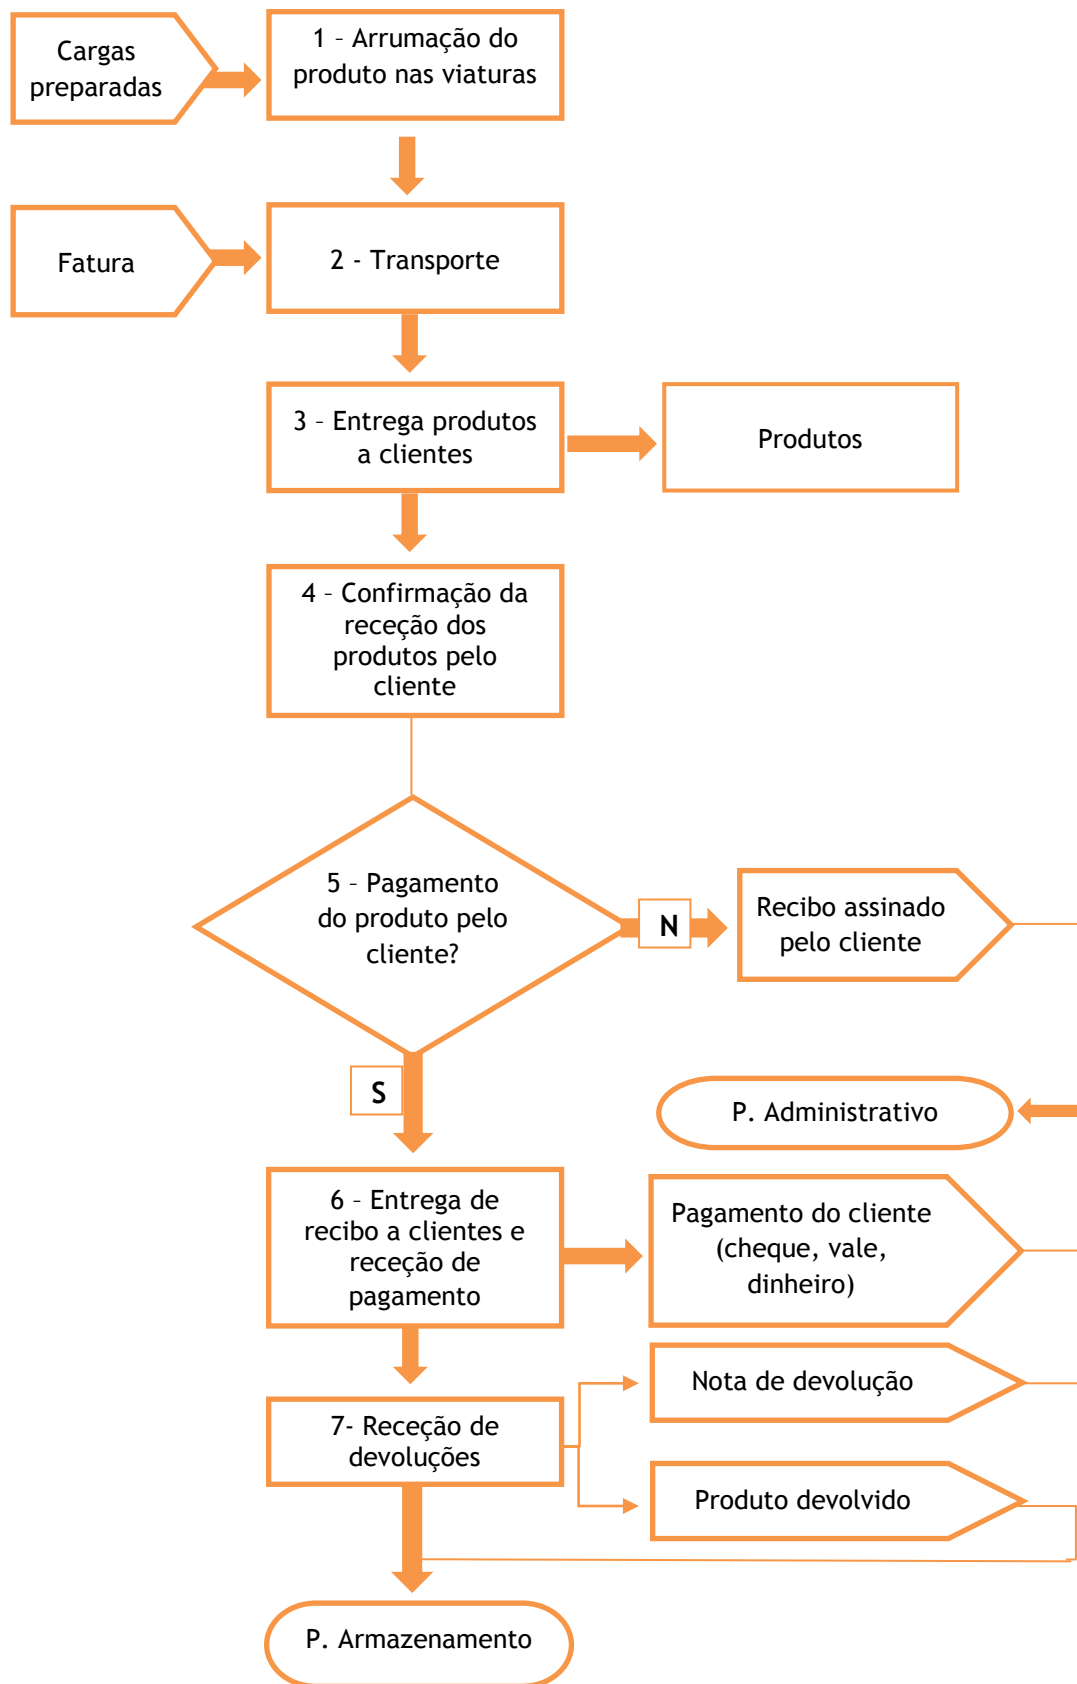 Cargas
preparadas
1 – Arrumação do
produto nas viaturas
Fatura
2 - Transporte
3 – Entrega produtos
a clientes
Produtos
4 – Confirmação da
receção dos
produtos pelo
cliente
5 – Pagamento
do produto pelo
cliente?
N
Recibo assinado
pelo cliente
S
P. Administrativo
6 – Entrega de
recibo a clientes e
receção de
pagamento
Pagamento do cliente
(cheque, vale,
dinheiro)
7- Receção de
devoluções
Nota de devolução
Produto devolvido
P. Armazenamento